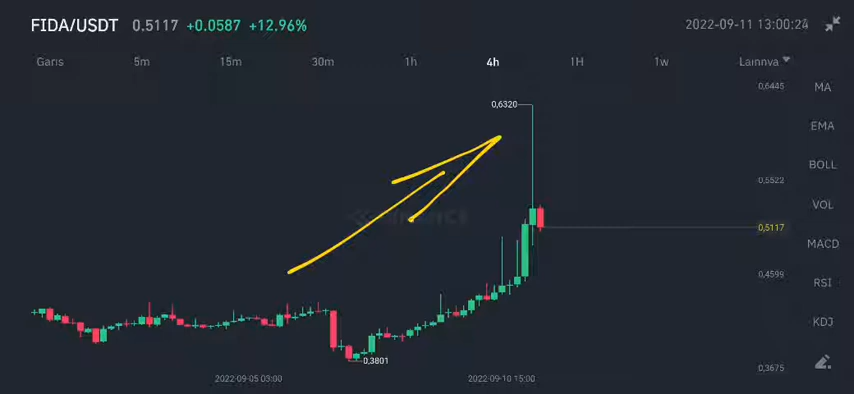 FIDA/USDT 0.5117 +0.0587 +12.96% 2022-09-11 13:00:24
Garis 5m 15m 30m 1h 4h 1H 1w Lainnya
0,6445
MA
0,6320
EMA
BOLL
0,5522
VOL
BINANCE
0,5117
MACD
0,4599
RSI
KDJ
0,3801
0,3675
2022-09-05 03:00 2022-09-10 15:00